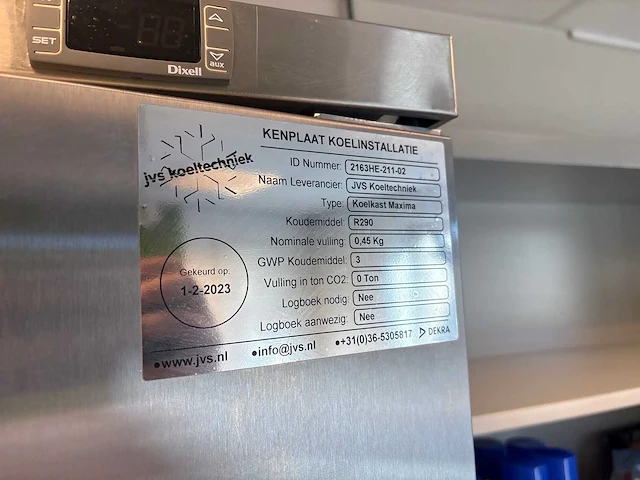 SET
aux
Dixell
KENPLAAT KOELINSTALLATIE
jvs koeltechniek
ID Nummer: 2163HE-211-02
Naam Leverancier: JVS Koeltechniek
Type: Koelkast Maxima
Koudemiddel: R290
Nominale vulling: 0,45 Kg
GWP Koudemiddel: 3
Vulling in ton CO2: 0 Ton
Logboek nodig: Nee
Logboek aanwezig: Nee
Gekeurd op:
1-2-2023
•www.jvs.nl •info@jvs.nl •+31(0)36-5305817 DEKRA